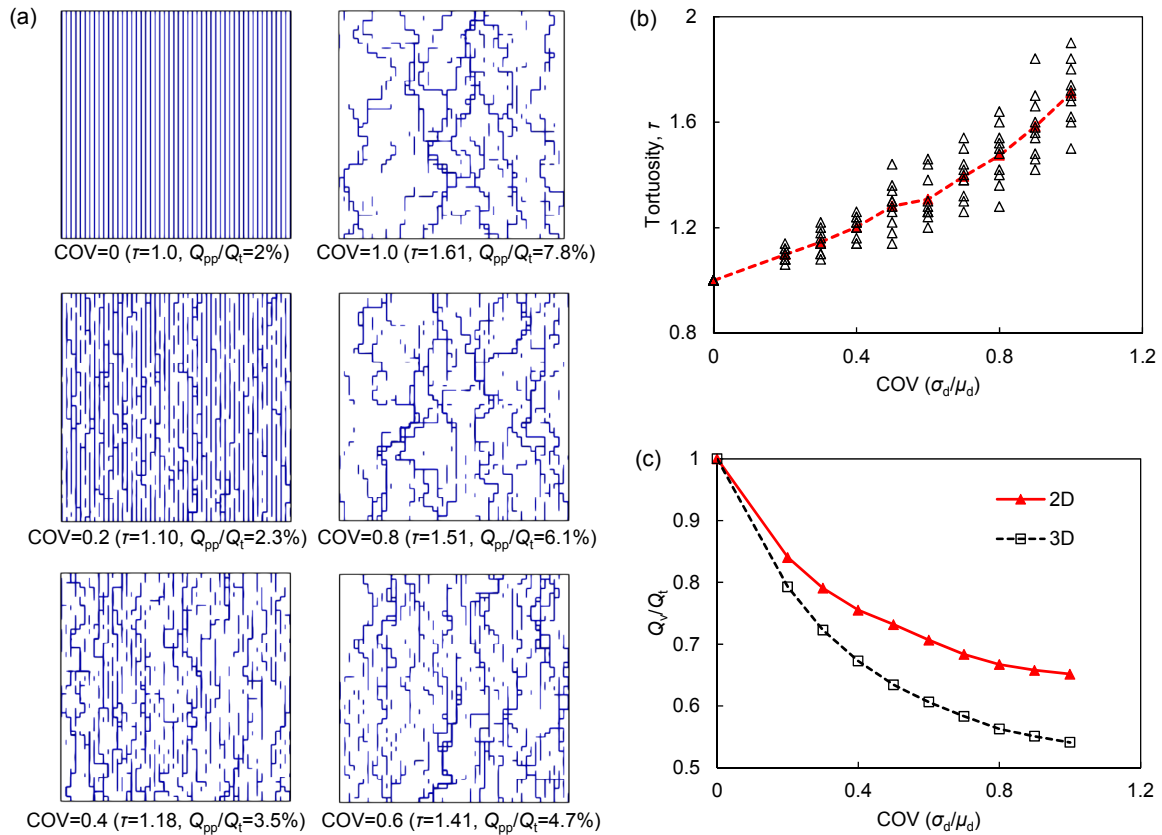 (a)
COV=0 (τ=1.0, Qpp/Qt=2%)
COV=1.0 (τ=1.61, Qpp/Qt=7.8%)
COV=0.2 (τ=1.10, Qpp/Qt=2.3%)
COV=0.8 (τ=1.51, Qpp/Qt=6.1%)
COV=0.4 (τ=1.18, Qpp/Qt=3.5%)
COV=0.6 (τ=1.41, Qpp/Qt=4.7%)
(b)
Tortuosity, τ
2
1.6
1.2
0.8
0 0.4 0.8 1.2
COV (σd/μd)
(c)
Qv/Qt
1
0.9
0.8
0.7
0.6
0.5
2D
3D
0 0.4 0.8 1.2
COV (σd/μd)